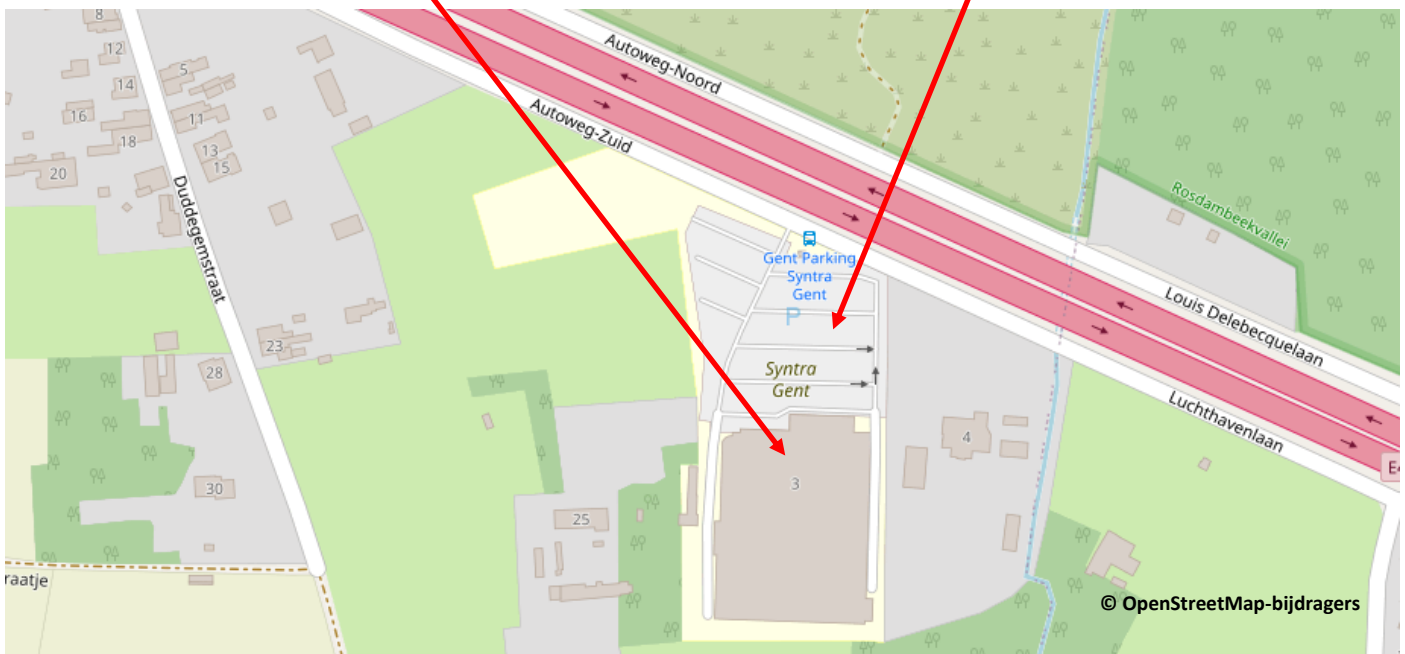 8
12
5
14
16
11
18
13
15
20
Autoweg-Noord
Autoweg-Zuid
Duddegemstraat
Rosdambeekvallei
Gent Parking
Syntra
Gent
P
Louis Delebecquelaan
23
28
Syntra
Gent
Luchthavenlaan
4
E4
3
30
25
raatje
© OpenStreetMap-bijdragers